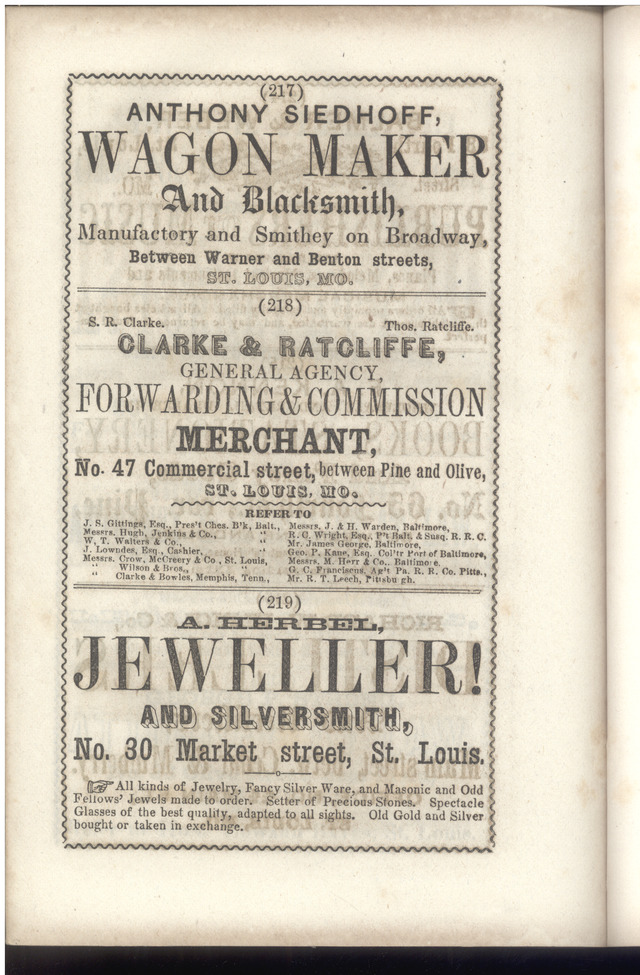 (217)
ANTHONY SIEDHOFF,
WAGON MAKER
And Blacksmith,
Manufactory and Smithey on Broadway,
Between Warner and Benton streets,
ST. LOUIS, MO.
(218)
S. R. Clarke. Thos. Ratcliffe.
CLARKE & RATCLIFFE,
GENERAL AGENCY,
FORWARDING & COMMISSION
MERCHANT,
No. 47 Commercial street, between Pine and Olive,
ST. LOUIS, MO.
REFER TO
J. S. Gittings, Esq., Pres't Ches. B'k, Balt.,
Messrs. Hugh, Jenkins & Co., "
W. T. Walters & Co., "
J. Lowndes, Esq., Cashier, "
Messrs. Crow, McCreery & Co., St. Louis,
" Wilson & Bros., "
" Clarke & Bowles, Memphis, Tenn.,
Messrs. J. & H. Warden, Baltimore,
R. C. Wright, Esq., P't Balt. & Susq. R. R. C.
Mr. James George, Baltimore,
Geo. P. Kane, Esq. Col'tr Port of Baltimore,
Messrs. M. Herr & Co., Baltimore.
G. C. Franciscus, Ag't Pa. R. R. Co. Pitts.,
Mr. R. T. Leech, Pittsbu gh.
(219)
A. HERBEL,
JEWELLER!
AND SILVERSMITH,
No. 30 Market street, St. Louis.
☞ All kinds of Jewelry, Fancy Silver Ware, and Masonic and Odd
Fellows' Jewels made to order. Setter of Precious Stones. Spectacle
Glasses of the best quality, adapted to all sights. Old Gold and Silver
bought or taken in exchange.